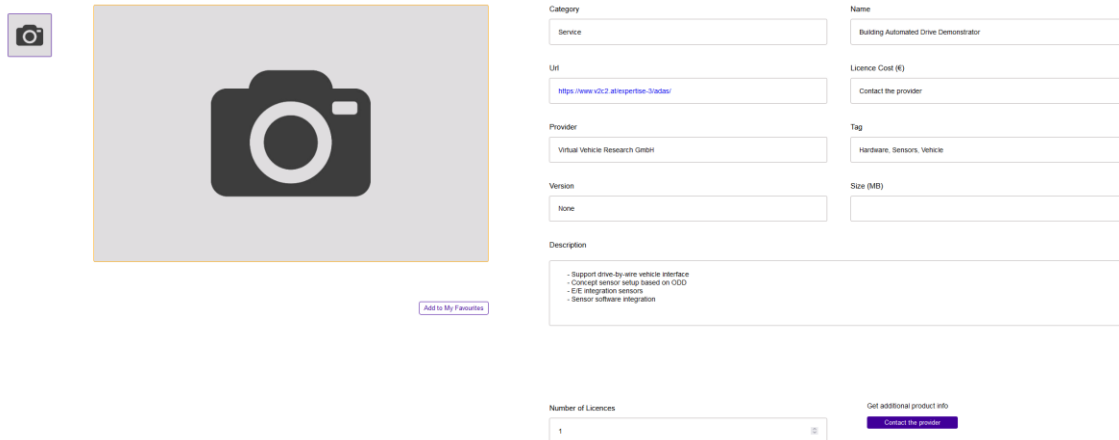 Category
Name
Service
Building Automated Drive Demonstrator
Url
Licence Cost (€)
https://www.v2c2.at/expertise-3/adas/
Contact the provider
Provider
Tag
Virtual Vehicle Research GmbH
Hardware, Sensors, Vehicle
Version
Size (MB)
None
Description
- Support drive-by-wire vehicle interface
- Concept sensor setup based on ODD
- E/E integration sensors
- Sensor software integration
Add to My Favourites
Number of Licences
Get additional product info
Contact the provider
1